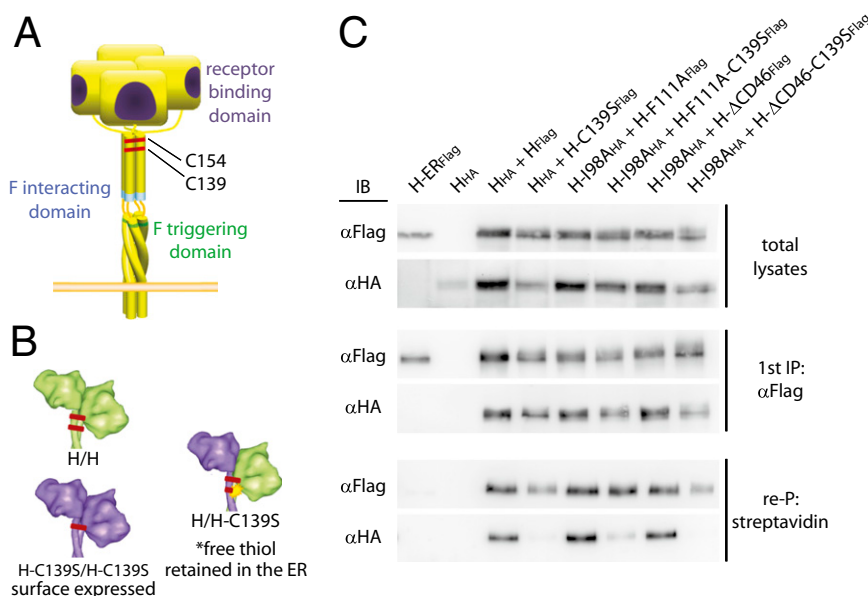 A
receptor
binding
domain
C154
C139
F interacting
domain
F triggering
domain
B
H/H
H-C139S/H-C139S
surface expressed
H/H-C139S
*free thiol
retained in the ER
C
IB
H-ERFlag
HHA
HHA + HFlag
HHA + H-C139SFlag
H-I98AHA + H-F111AFlag
H-I98AHA + H-F111A-C139SFlag
H-I98AHA + H-ΔCD46Flag
H-I98AHA + H-ΔCD46-C139SFlag
αFlag
αHA
total
lysates
αFlag
αHA
1st IP:
αFlag
αFlag
αHA
re-P:
streptavidin